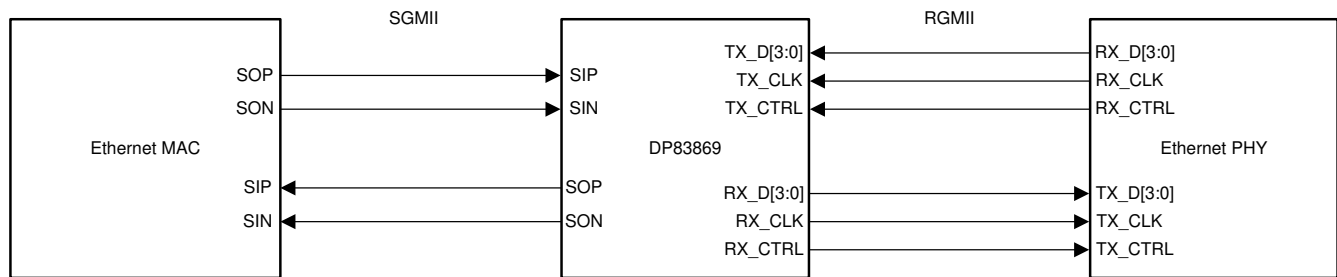 SGMII
RGMII
SOP
SON
Ethernet MAC
SIP
SIN
SIP
SIN
DP83869
SOP
SON
TX_D[3:0]
TX_CLK
TX_CTRL
RX_D[3:0]
RX_CLK
RX_CTRL
RX_D[3:0]
RX_CLK
RX_CTRL
Ethernet PHY
TX_D[3:0]
TX_CLK
TX_CTRL